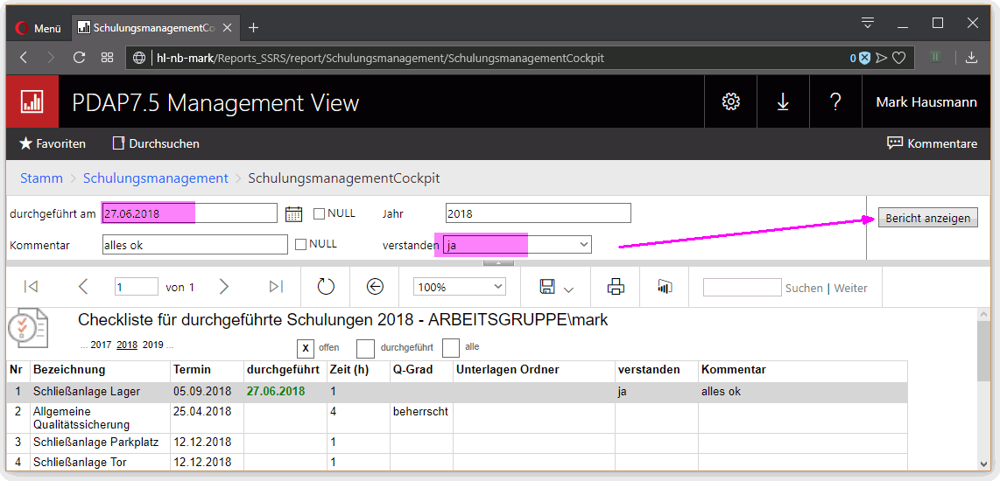 Menü SchulungsmanagementCo
hl-nb-mark/Reports_SSRS/report/Schulungsmanagement/SchulungsmanagementCockpit 0
PDAP7.5 Management View ? Mark Hausmann
Favoriten Durchsuchen Kommentare
Stamm > Schulungsmanagement > SchulungsmanagementCockpit
durchgeführt am 27.06.2018 NULL Jahr 2018 Bericht anzeigen
Kommentar alles ok NULL verstanden ja
1 von 1 100% Suchen | Weiter
Checkliste für durchgeführte Schulungen 2018 - ARBEITSGRUPPE\mark
... 2017 2018 2019 ... X offen durchgeführt alle
Nr Bezeichnung Termin durchgeführt Zeit (h) Q-Grad Unterlagen Ordner verstanden Kommentar
1 Schließanlage Lager 05.09.2018 27.06.2018 1 ja alles ok
2 Allgemeine Qualitätssicherung 25.04.2018 4 beherrscht
3 Schließanlage Parkplatz 12.12.2018 1
4 Schließanlage Tor 12.12.2018 1